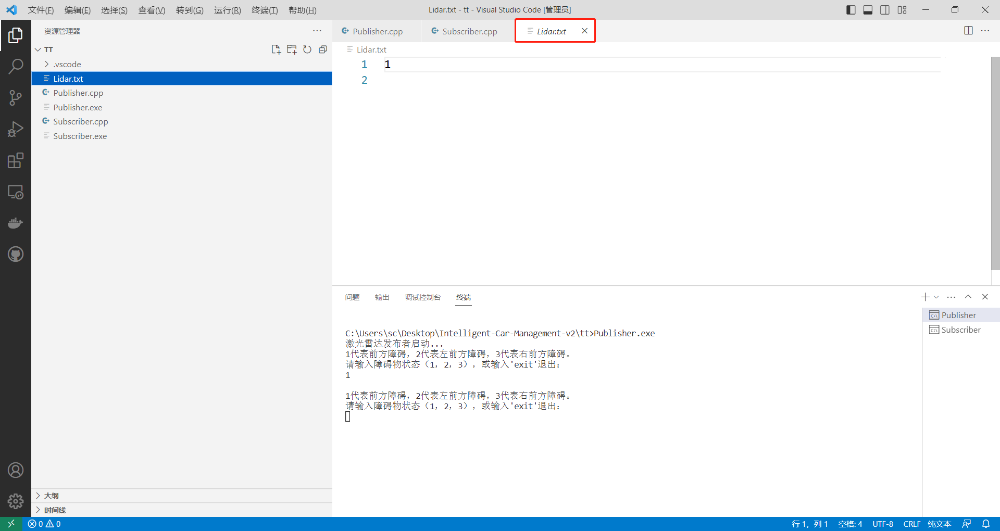 文件(F) 编辑(E) 选择(S) 查看(V) 转到(G) 运行(R) 终端(T) 帮助(H)
Lidar.txt - tt - Visual Studio Code [管理员]
资源管理器
TT
.vscode
Lidar.txt
Publisher.cpp
Publisher.exe
Subscriber.cpp
Subscriber.exe
大纲
时间线
Publisher.cpp Subscriber.cpp Lidar.txt
Lidar.txt
1 1
2
问题 输出 调试控制台 终端
C:\Users\sc\Desktop\Intelligent-Car-Management-v2\tt>Publisher.exe
激光雷达发布者启动...
1代表前方障碍，2代表左前方障碍，3代表右前方障碍。
请输入障碍物状态（1，2，3），或输入'exit'退出：
1
1代表前方障碍，2代表左前方障碍，3代表右前方障碍。
请输入障碍物状态（1，2，3），或输入'exit'退出：
Publisher
Subscriber
0 0
行 1，列 1 空格: 4 UTF-8 CRLF 纯文本